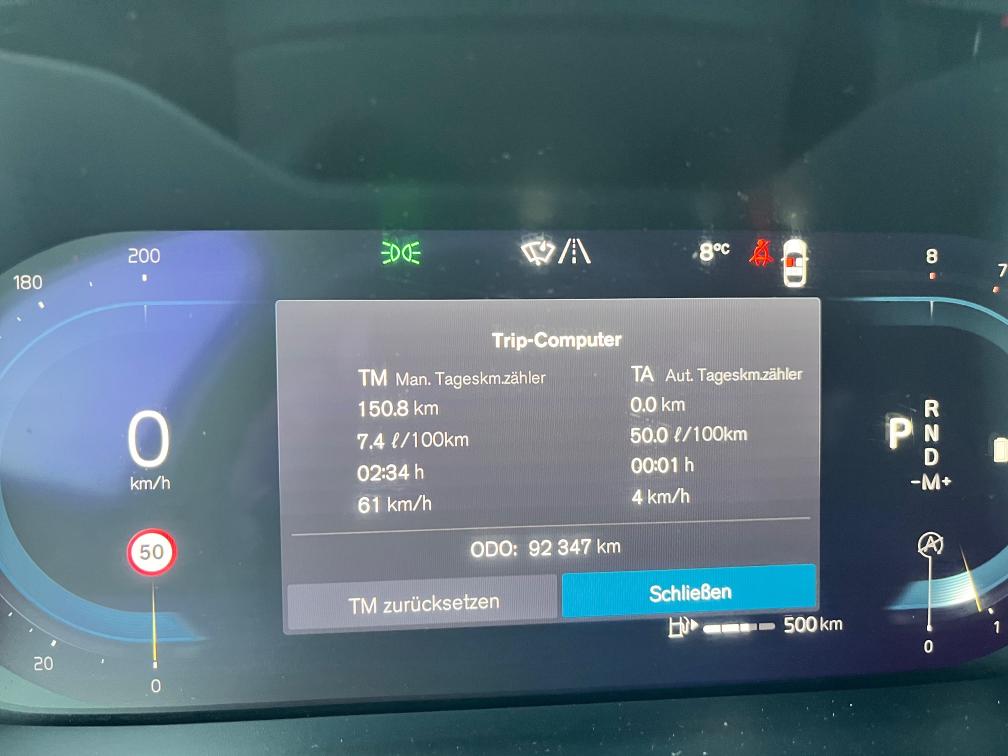 200
180
8°C
8
7
Trip-Computer
TM Man. Tageskm.zähler
TA Aut. Tageskm.zähler
150.8 km
0.0 km
7.4 ℓ/100km
50.0 ℓ/100km
02:34 h
00:01 h
61 km/h
4 km/h
ODO: 92 347 km
TM zurücksetzen
Schließen
0
km/h
50
20
0
P
R
N
D
-M+
A
500 km
1
0